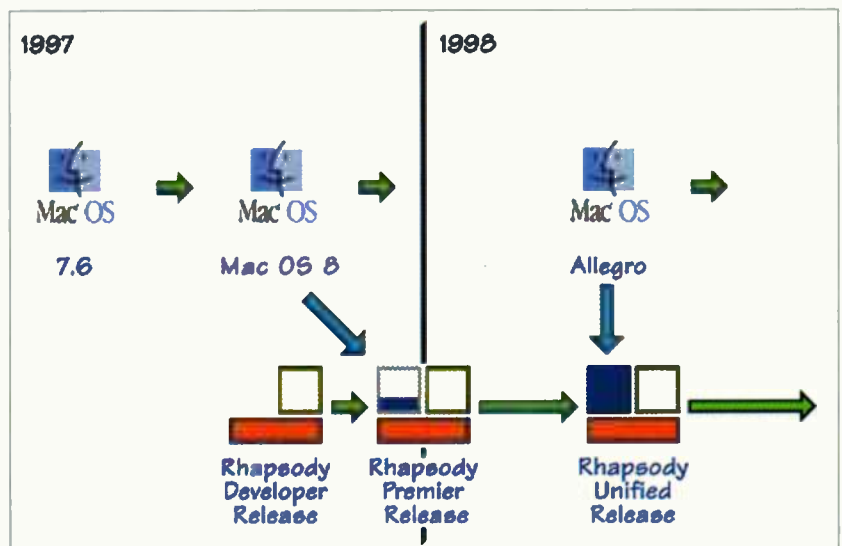 1997
1998
Mac OS
Mac OS
Mac OS
7.6
Mac OS 8
Allegro
Rhapsody
Developer
Release
Rhapsody
Premier
Release
Rhapsody
Unified
Release